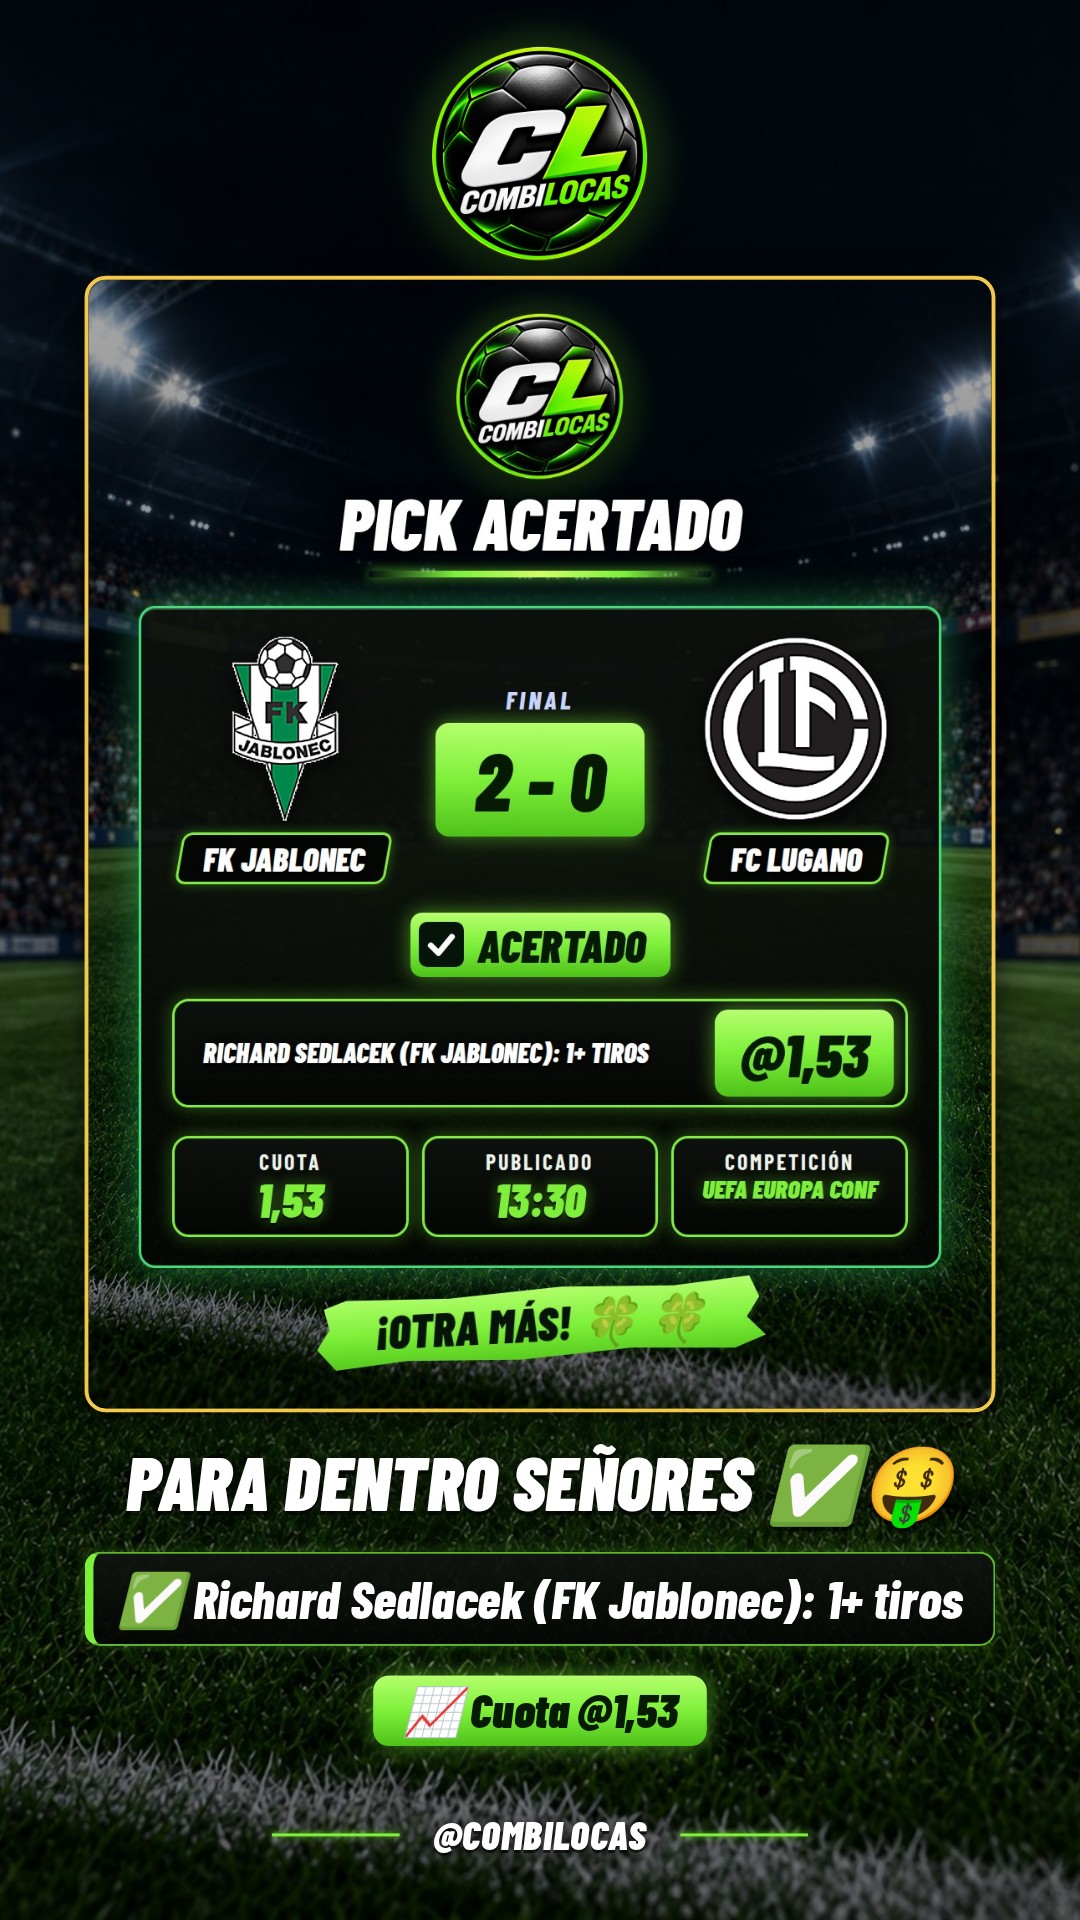 CL
COMBILOCAS
CL
COMBILOCAS
PICK ACERTADO
FK
JABLONEC
FINAL
2 - 0
FK JABLONEC
FC LUGANO
ACERTADO
RICHARD SEDLACEK (FK JABLONEC): 1+ TIROS
@1,53
CUOTA
1,53
PUBLICADO
13:30
COMPETICIÓN
UEFA EUROPA CONF
¡OTRA MÁS! 🍀 🍀
PARA DENTRO SEÑORES ✅🤑
✅ Richard Sedlacek (FK Jablonec): 1+ tiros
📈 Cuota @1,53
@COMBILOCAS